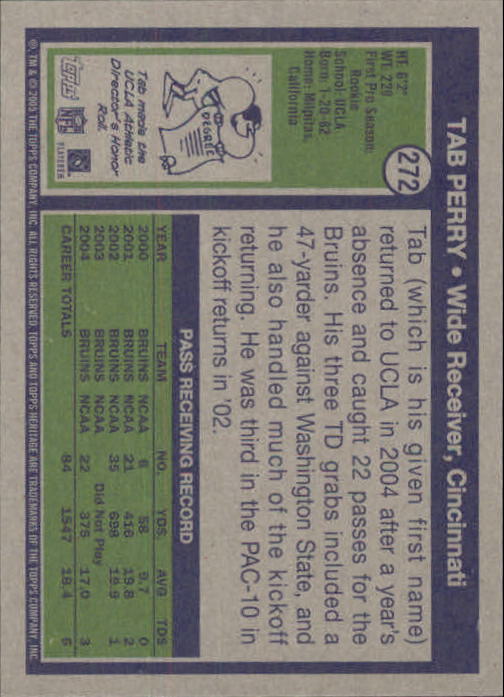 272
TAB PERRY • Wide Receiver, Cincinnati
HT. 6'2"
WT. 229
First Pro Season:
Rookie
School: UCLA
Born: 1-20-82
Home: Milpitas,
California
DEGREE
Tab made the
UCLA Athletic
Director's Honor
Roll.
TOPPS
NFL
PLAYERS
Tab (which is his given first name)
returned to UCLA in 2004 after a year's
absence and caught 22 passes for the
Bruins. His three TD grabs included a
47-yarder against Washington State, and
he also handled much of the kickoff
returning. He was third in the PAC-10 in
kickoff returns in '02.
PASS RECEIVING RECORD
YEAR TEAM NO. YDS. AVG TDS
2000 BRUINS NCAA 6 58 9.7 0
2001 BRUINS NCAA 21 416 19.8 2
2002 BRUINS NCAA 35 698 19.9 1
2003 BRUINS NCAA Did Not Play
2004 BRUINS NCAA 22 375 17.0 3
CAREER TOTALS 84 1547 18.4 6
®, TM & © 2005 THE TOPPS COMPANY, INC. ALL RIGHTS RESERVED. TOPPS AND TOPPS HERITAGE ARE TRADEMARKS OF THE TOPPS COMPANY, INC.